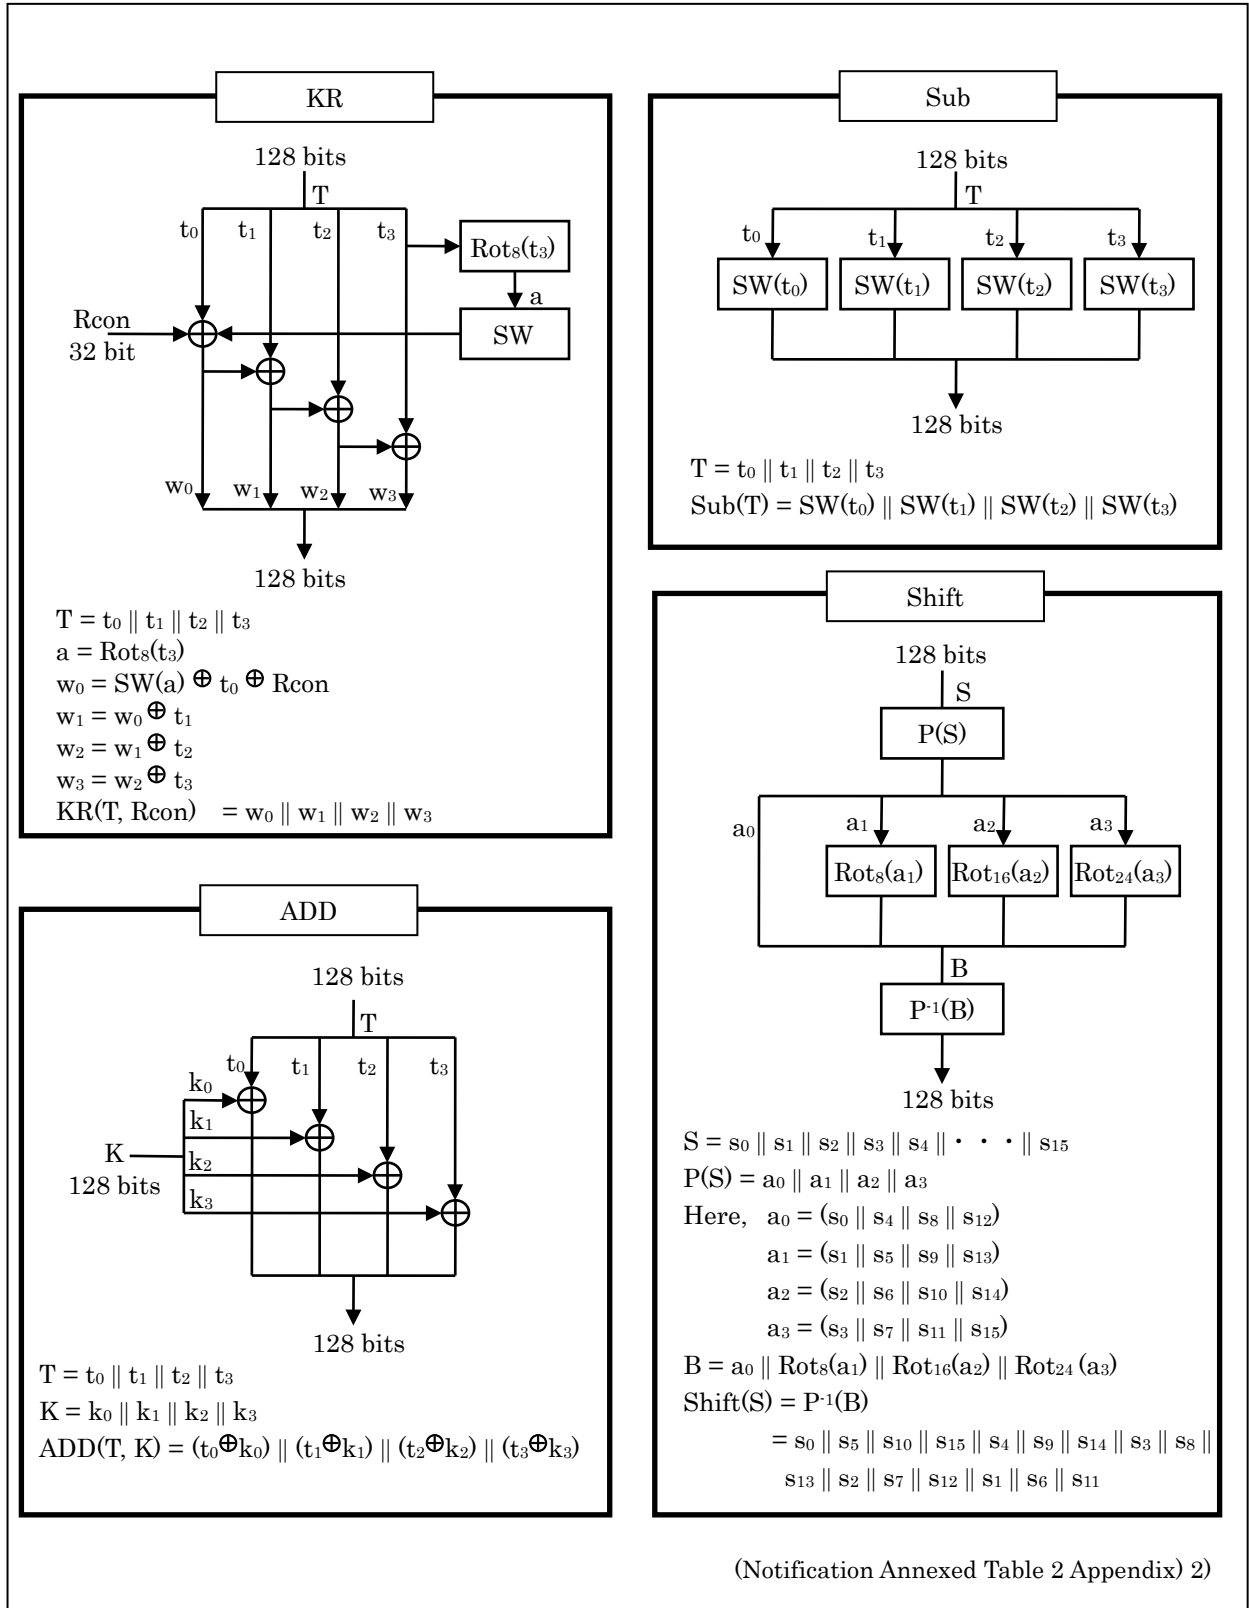 KR
128 bits
T
t₀ t₁ t₂ t₃
Rot₈(t₃)
a
SW
Rcon
32 bit
w₀ w₁ w₂ w₃
128 bits
T = t₀ || t₁ || t₂ || t₃
a = Rot₈(t₃)
w₀ = SW(a) ⊕ t₀ ⊕ Rcon
w₁ = w₀ ⊕ t₁
w₂ = w₁ ⊕ t₂
w₃ = w₂ ⊕ t₃
KR(T, Rcon) = w₀ || w₁ || w₂ || w₃
Sub
128 bits
T
t₀ t₁ t₂ t₃
SW(t₀) SW(t₁) SW(t₂) SW(t₃)
128 bits
T = t₀ || t₁ || t₂ || t₃
Sub(T) = SW(t₀) || SW(t₁) || SW(t₂) || SW(t₃)
ADD
128 bits
T
t₀ t₁ t₂ t₃
k₀
k₁
K
128 bits
k₂
k₃
128 bits
T = t₀ || t₁ || t₂ || t₃
K = k₀ || k₁ || k₂ || k₃
ADD(T, K) = (t₀⊕k₀) || (t₁⊕k₁) || (t₂⊕k₂) || (t₃⊕k₃)
Shift
128 bits
S
P(S)
a₀ a₁ a₂ a₃
Rot₈(a₁) Rot₁₆(a₂) Rot₂₄(a₃)
B
P⁻¹(B)
128 bits
S = s₀ || s₁ || s₂ || s₃ || s₄ || ・ ・ ・ || s₁₅
P(S) = a₀ || a₁ || a₂ || a₃
Here, a₀ = (s₀ || s₄ || s₈ || s₁₂)
a₁ = (s₁ || s₅ || s₉ || s₁₃)
a₂ = (s₂ || s₆ || s₁₀ || s₁₄)
a₃ = (s₃ || s₇ || s₁₁ || s₁₅)
B = a₀ || Rot₈(a₁) || Rot₁₆(a₂) || Rot₂₄ (a₃)
Shift(S) = P⁻¹(B)
= s₀ || s₅ || s₁₀ || s₁₅ || s₄ || s₉ || s₁₄ || s₃ || s₈ ||
s₁₃ || s₂ || s₇ || s₁₂ || s₁ || s₆ || s₁₁
(Notification Annexed Table 2 Appendix) 2)